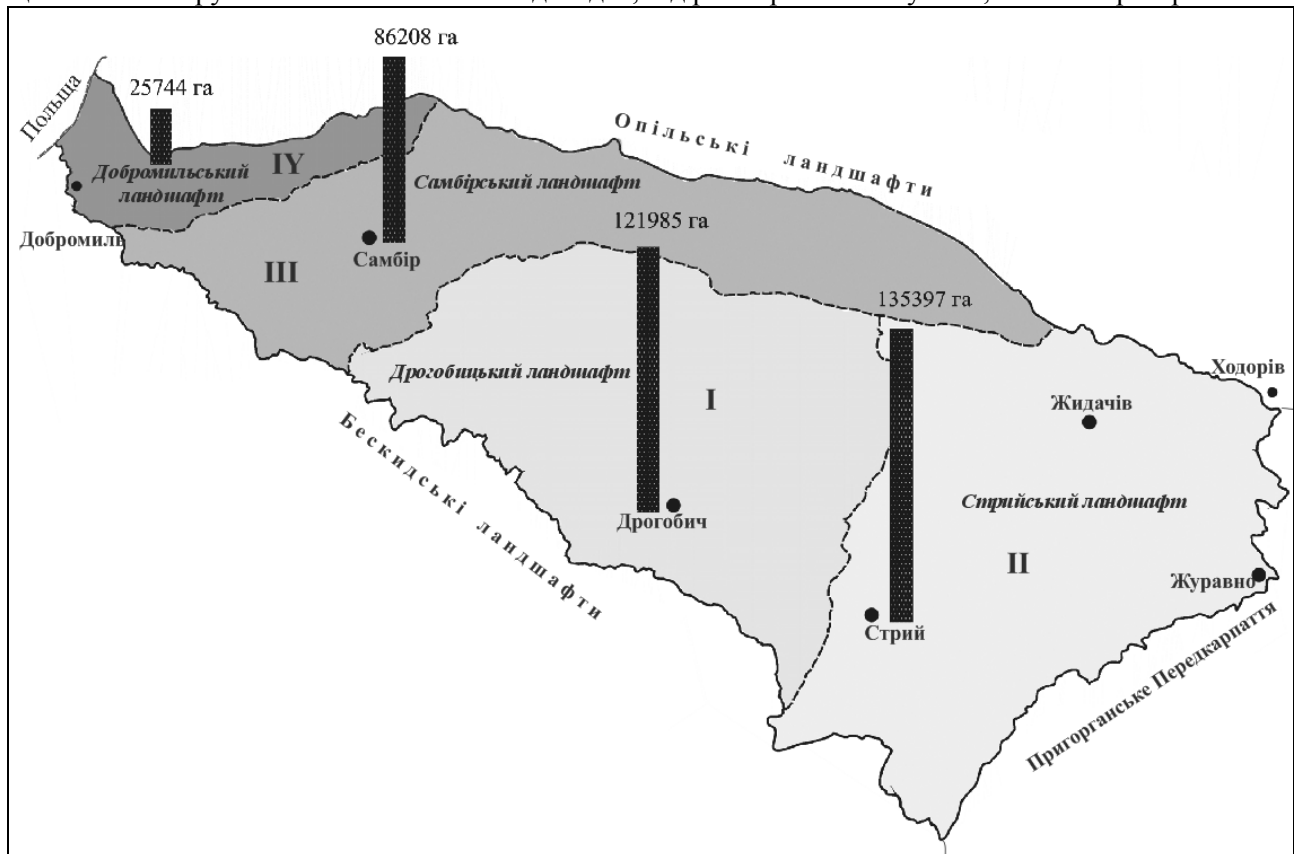 86208 га
25744 га
Польща
Опільські ландшафти
IY
Добромильський
ландшафт
Самбірський ландшафт
121985 га
Добромиль
Самбір
III
135397 га
Дрогобицький ландшафт
I
Ходорів
Жидачів
Бескидські ландшафти
Стрийський ландшафт
Дрогобич
II
Журавно
Стрий
Пригорганське Передкарпаття